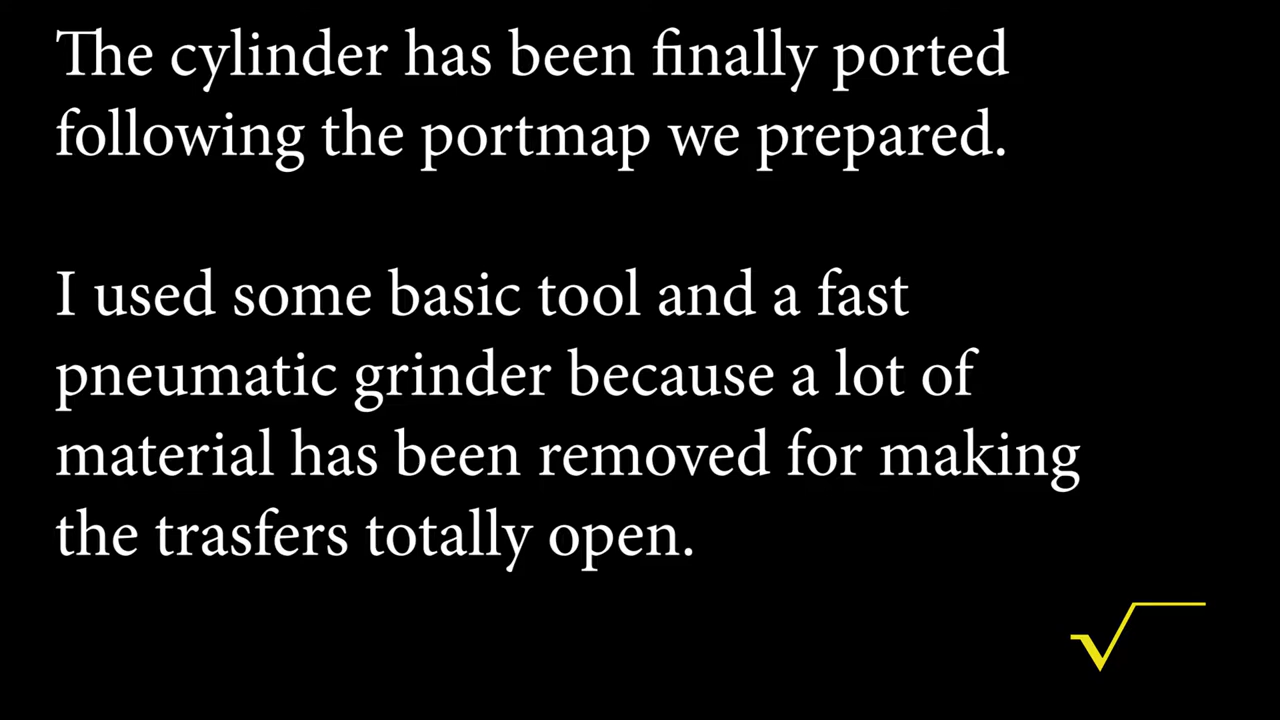 The cylinder has been finally ported
following the portmap we prepared.
I used some basic tool and a fast
pneumatic grinder because a lot of
material has been removed for making
the trasfers totally open.